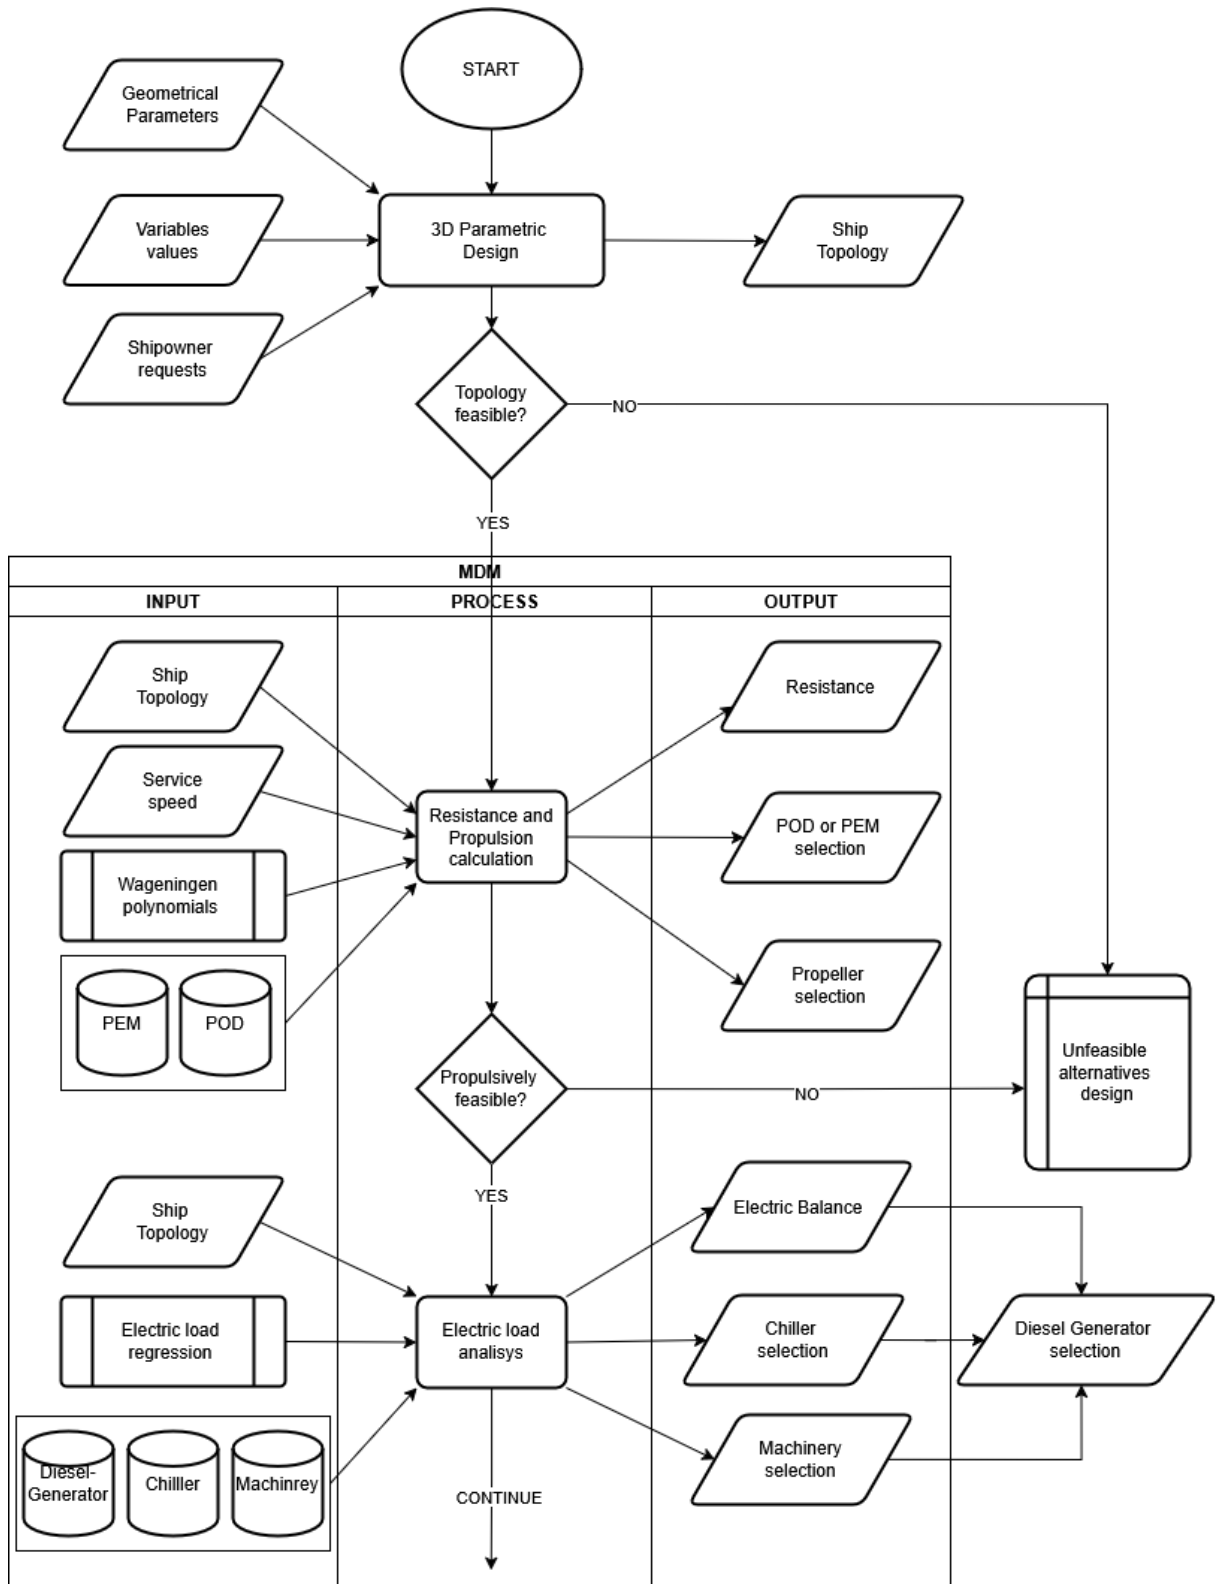 START
Geometrical
Parameters
Variables
values
3D Parametric
Design
Ship
Topology
Shipowner
requests
Topology
feasible?
NO
YES
MDM
INPUT
PROCESS
OUTPUT
Ship
Topology
Resistance
Service
speed
Resistance and
Propulsion
calculation
POD or PEM
selection
Wageningen
polynomials
Propeller
selection
PEM
POD
Propulsively
feasible?
NO
Unfeasible
alternatives
design
YES
Ship
Topology
Electric Balance
Electric load
regression
Electric load
analisys
Chiller
selection
Diesel Generator
selection
Diesel-
Generator
Chilller
Machinrey
Machinery
selection
CONTINUE